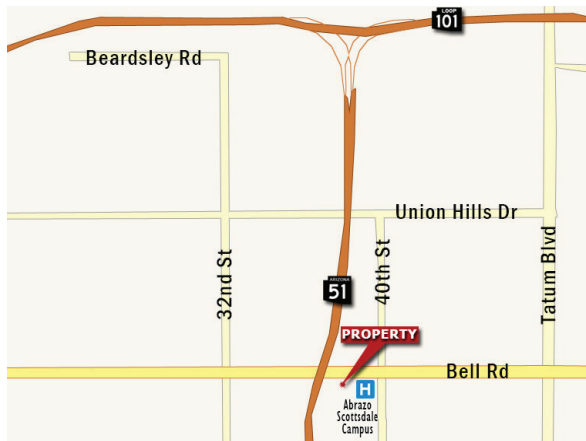 LOOP
101
Beardsley Rd
Union Hills Dr
32nd St
40th St
Tatum Blvd
ARIZONA
51
PROPERTY
Bell Rd
H
Abrazo
Scottsdale
Campus